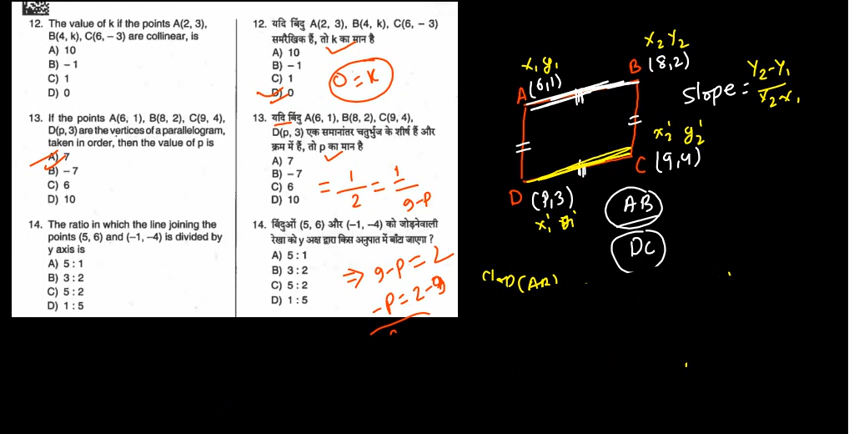 12. The value of k if the points A(2, 3),
B(4, k), C(6, – 3) are collinear, is
A) 10
B) – 1
C) 1
D) 0
13. If the points A(6, 1), B(8, 2), C(9, 4),
D(p, 3) are the vertices of a parallelogram,
taken in order, then the value of p is
A) 7
B) – 7
C) 6
D) 10
14. The ratio in which the line joining the
points (5, 6) and (–1, –4) is divided by
y axis is
A) 5 : 1
B) 3 : 2
C) 5 : 2
D) 1 : 5
12. यदि बिंदु A(2, 3), B(4, k), C(6, – 3)
समरैखिक हैं, तो k का मान है
A) 10
B) – 1
C) 1
D) 0
0 = K
13. यदि बिंदु A(6, 1), B(8, 2), C(9, 4),
D(p, 3) एक समानांतर चतुर्भुज के शीर्ष हैं और
क्रम में हैं, तो p का मान है
A) 7
B) – 7
C) 6
D) 10
= 1/2 = 1/9-p
14. बिंदुओं (5, 6) और (–1, –4) को जोड़नेवाली
रेखा को y अक्ष द्वारा किस अनुपात में बाँटा जाएगा ?
A) 5 : 1
B) 3 : 2
C) 5 : 2
D) 1 : 5
⇒ 9-P = 2
-P = 2-9
x₁ y₁
(6,1)
A
x₂ y₂
B (8,2)
Slope = y₂-y₁/x₂-x₁
x₂' y₂'
(9,4)
C
D (P,3)
x₁'
AB
DC